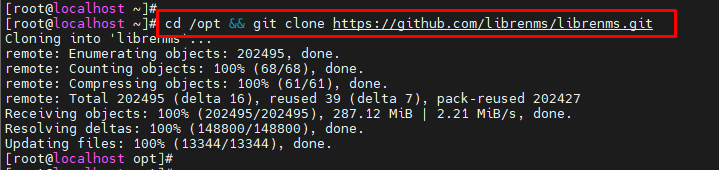 [root@localhost ~]#
[root@localhost ~]# cd /opt && git clone https://github.com/librenms/librenms.git
Cloning into 'librenms'...
remote: Enumerating objects: 202495, done.
remote: Counting objects: 100% (68/68), done.
remote: Compressing objects: 100% (61/61), done.
remote: Total 202495 (delta 16), reused 39 (delta 7), pack-reused 202427
Receiving objects: 100% (202495/202495), 287.12 MiB | 2.21 MiB/s, done.
Resolving deltas: 100% (148800/148800), done.
Updating files: 100% (13344/13344), done.
[root@localhost opt]#